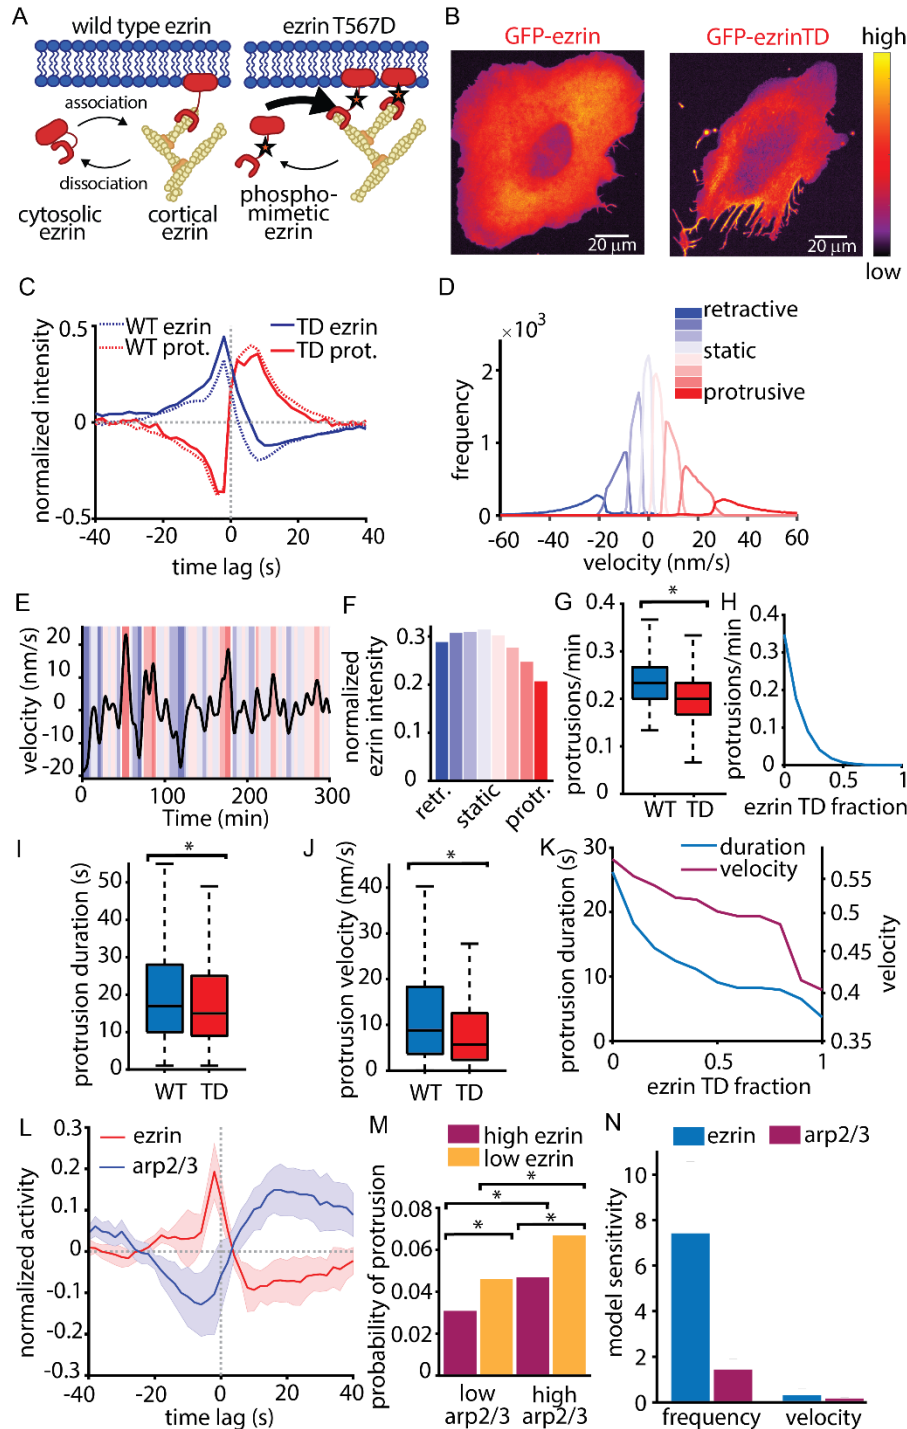 A
wild type ezrin
ezrin T567D
association
dissociation
cytosolic
ezrin
cortical
ezrin
phospho-
mimetic
ezrin
B
GFP-ezrin
GFP-ezrinTD
high
low
20 μm
20 μm
C
WT ezrin
TD ezrin
WT prot.
TD prot.
normalized intensity
0.5
0
-0.5
-40
-20
0
20
40
time lag (s)
D
×10³
retractive
static
protrusive
frequency
2
1
0
-60
-40
-20
0
20
40
60
velocity (nm/s)
E
velocity (nm/s)
20
10
0
-10
-20
0
100
200
300
Time (min)
F
normalized
ezrin intensity
0.3
0.2
0
retr.
static
protr.
G
protrusions/min
0.4
0.3
0.2
0.1
0
*
WT
TD
H
protrusions/min
0.4
0.3
0.2
0.1
0
0
0.5
1
ezrin TD fraction
I
protrusion duration (s)
50
40
30
20
10
0
*
WT
TD
J
protrusion velocity (nm/s)
40
30
20
10
0
*
WT
TD
K
duration
velocity
protrusion duration (s)
30
20
10
0
velocity
0.55
0.5
0.45
0.4
0.35
0
0.5
1
ezrin TD fraction
L
ezrin
arp2/3
normalized activity
0.3
0.2
0.1
0
-0.1
-0.2
-0.3
-40
-20
0
20
40
time lag (s)
M
high ezrin
low ezrin
probability of protrusion
0.08
0.06
0.04
0.02
0
*
*
*
*
low
arp2/3
high
arp2/3
N
ezrin
arp2/3
model sensitivity
10
8
6
4
2
0
frequency
velocity